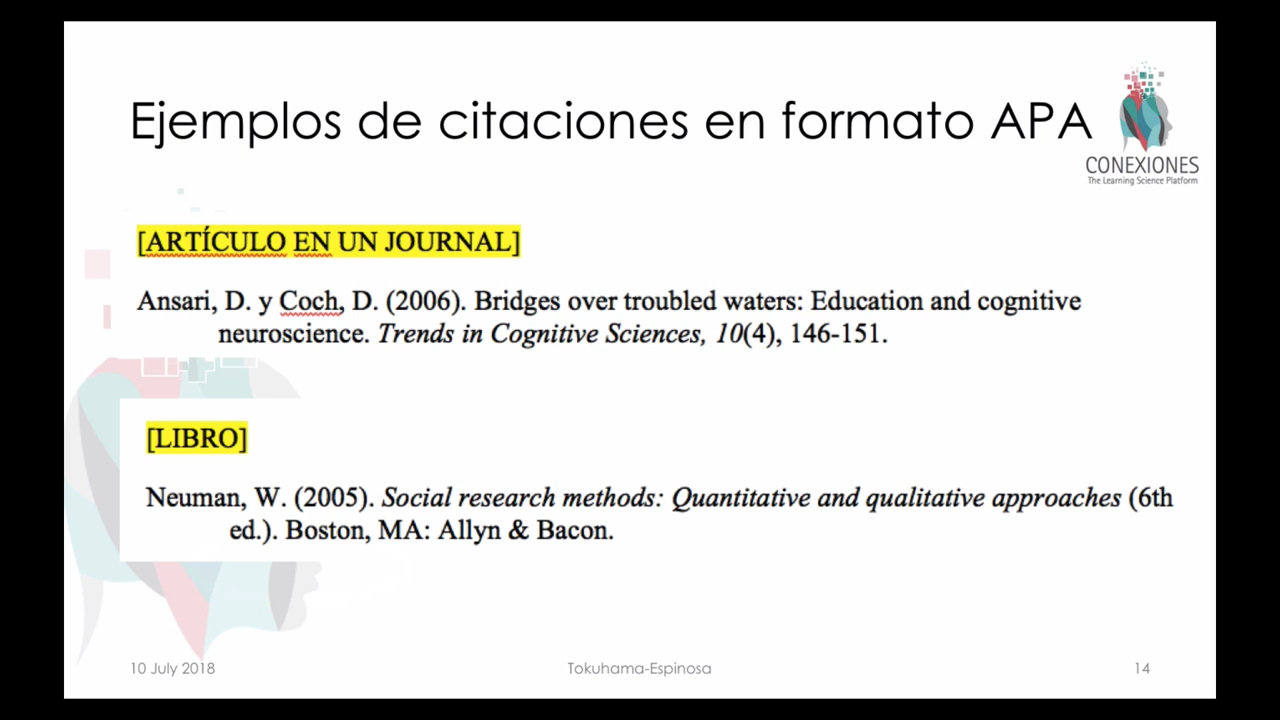 Ejemplos de citaciones en formato APA
CONEXIONES
The Learning Science Platform
[ARTÍCULO EN UN JOURNAL]
Ansari, D. y Coch, D. (2006). Bridges over troubled waters: Education and cognitive
neuroscience. Trends in Cognitive Sciences, 10(4), 146-151.
[LIBRO]
Neuman, W. (2005). Social research methods: Quantitative and qualitative approaches (6th
ed.). Boston, MA: Allyn & Bacon.
10 July 2018
Tokuhama-Espinosa
14